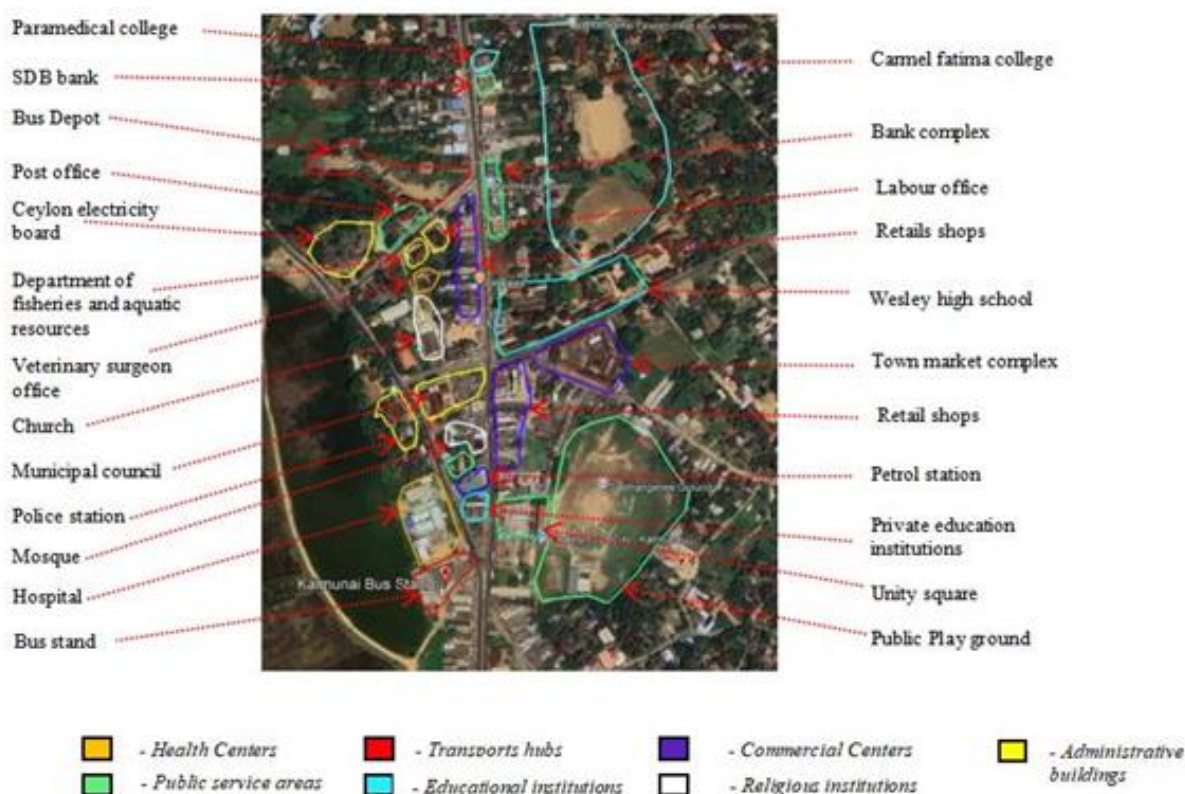 Paramedical college
SDB bank
Bus Depot
Post office
Ceylon electricity
board
Department of
fisheries and aquatic
resources
Veterinary surgeon
office
Church
Municipal council
Police station
Mosque
Hospital
Bus stand
Carmel fatima college
Bank complex
Labour office
Retails shops
Wesley high school
Town market complex
Retail shops
Petrol station
Private education
institutions
Unity square
Public Play ground
Kalmunai Bus Stand
- Health Centers
- Transports hubs
- Commercial Centers
- Administrative
buildings
- Public service areas
- Educational institutions
- Religious institutions